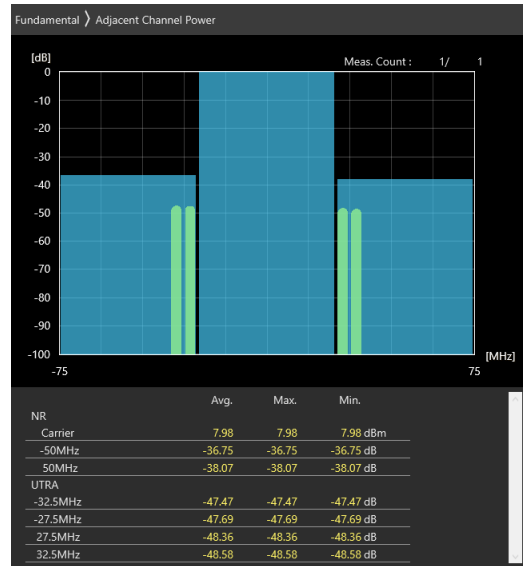 Fundamental 〉 Adjacent Channel Power
[dB]
Meas. Count : 1/ 1
0
-10
-20
-30
-40
-50
-60
-70
-80
-90
-100
[MHz]
-75 75
Avg. Max. Min.
NR
Carrier 7.98 7.98 7.98 dBm
-50MHz -36.75 -36.75 -36.75 dB
50MHz -38.07 -38.07 -38.07 dB
UTRA
-32.5MHz -47.47 -47.47 -47.47 dB
-27.5MHz -47.69 -47.69 -47.69 dB
27.5MHz -48.36 -48.36 -48.36 dB
32.5MHz -48.58 -48.58 -48.58 dB